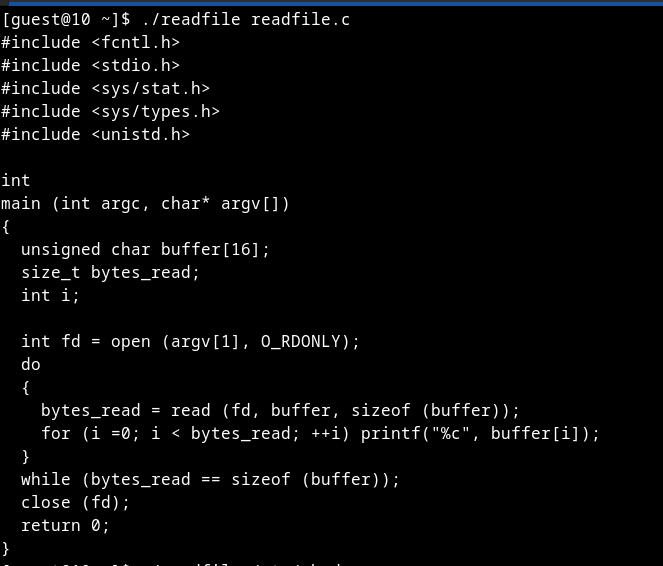 [guest@10 ~]$ ./readfile readfile.c
#include <fcntl.h>
#include <stdio.h>
#include <sys/stat.h>
#include <sys/types.h>
#include <unistd.h>

int
main (int argc, char* argv[])
{
  unsigned char buffer[16];
  size_t bytes_read;
  int i;

  int fd = open (argv[1], O_RDONLY);
  do
  {
    bytes_read = read (fd, buffer, sizeof (buffer));
    for (i =0; i < bytes_read; ++i) printf("%c", buffer[i]);
  }
  while (bytes_read == sizeof (buffer));
  close (fd);
  return 0;
}